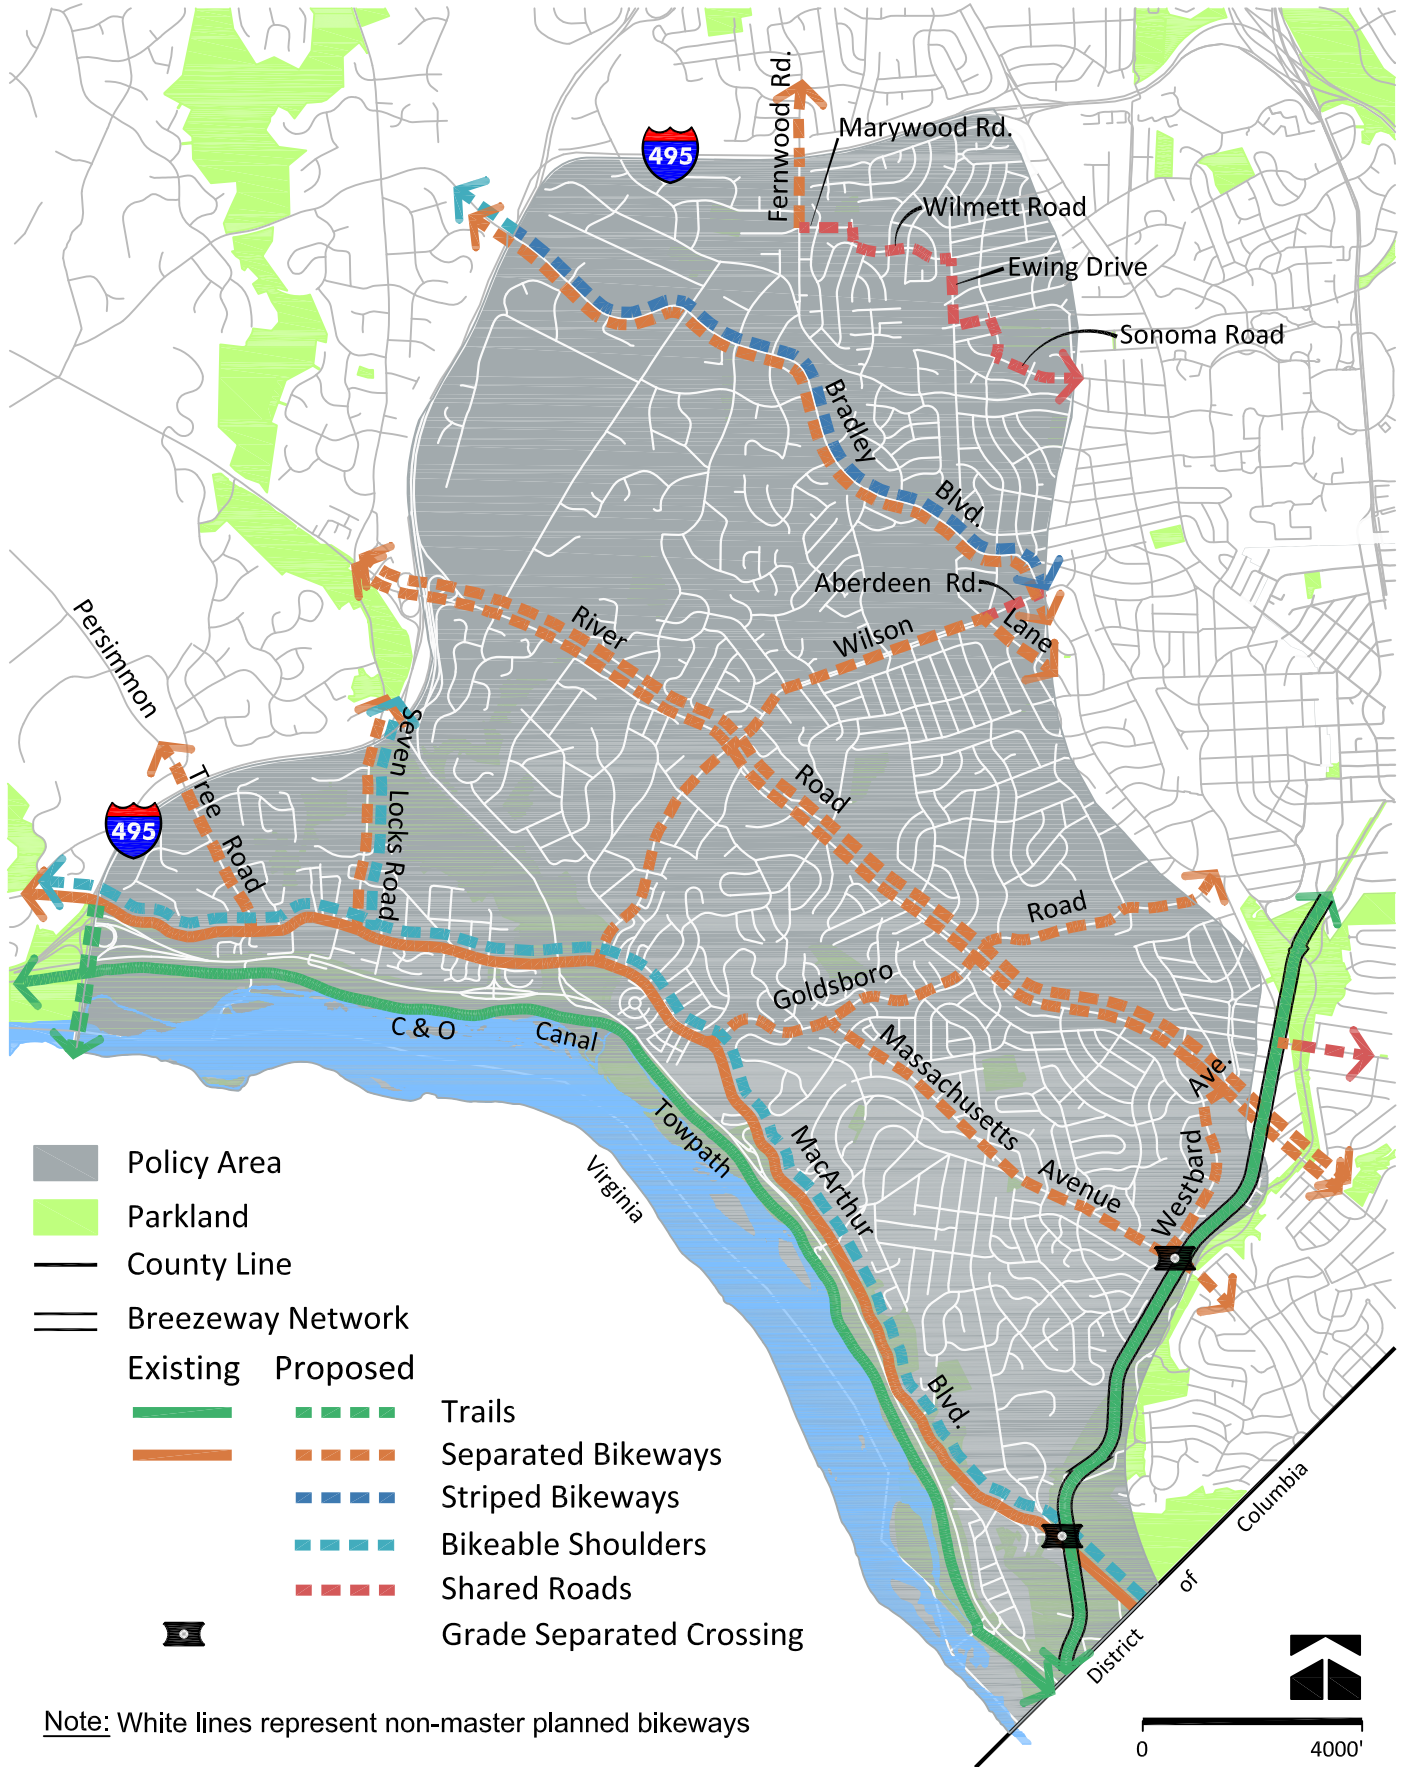 Fernwood Rd.
Marywood Rd.
495
Wilmett Road
Ewing Drive
Sonoma Road
Bradley
Blvd.
Aberdeen Rd.
Wilson
Lane
River
Road
Persimmon
Tree
Road
Seven Locks Road
495
Road
Goldsboro
C & O
Canal
Towpath
Massachusetts
Avenue
Ave.
Westbard
MacArthur
Blvd.
Virginia
Policy Area
Parkland
County Line
Breezeway Network
Existing Proposed
Trails
Separated Bikeways
Striped Bikeways
Bikeable Shoulders
Shared Roads
Grade Separated Crossing
District
of
Columbia
Note: White lines represent non-master planned bikeways
0 4000'